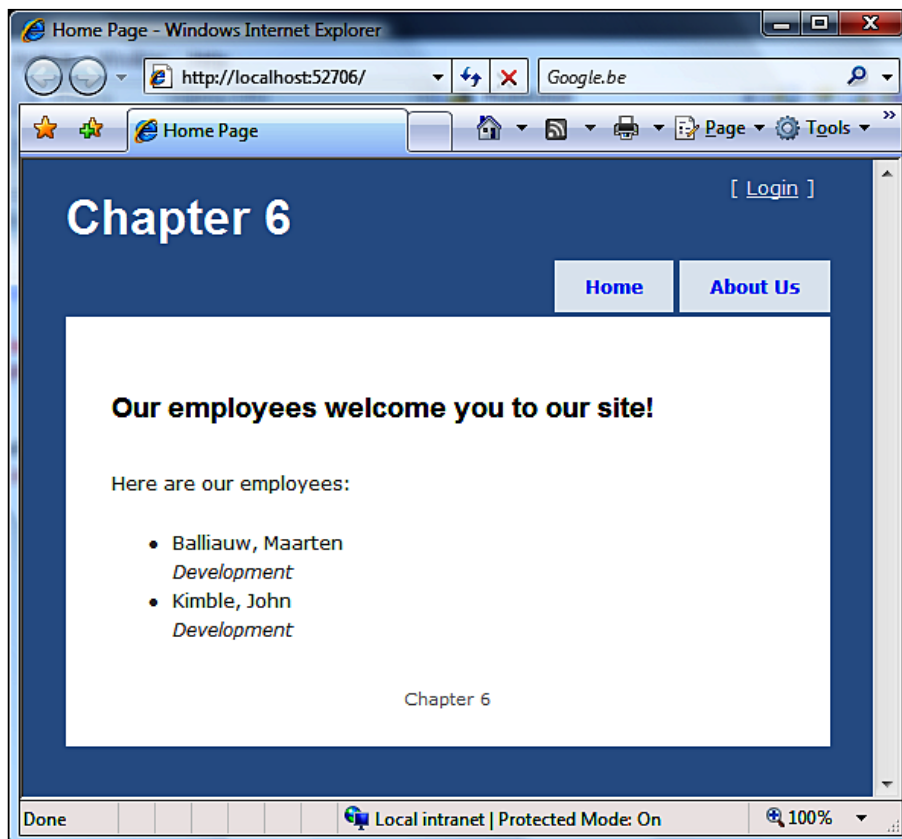 Home Page - Windows Internet Explorer
http://localhost:52706/ Google.be
Home Page Page Tools »
[ Login ]
Chapter 6
Home About Us
Our employees welcome you to our site!
Here are our employees:
• Balliauw, Maarten
Development
• Kimble, John
Development
Chapter 6
Done Local intranet | Protected Mode: On 100%